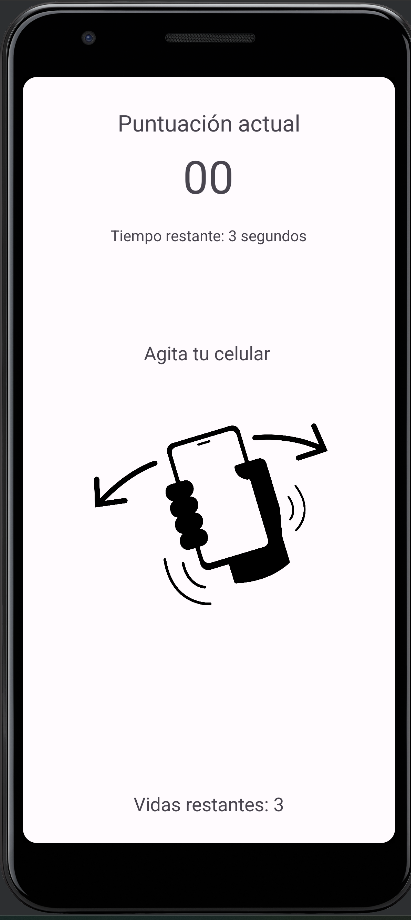 Puntuación actual
00
Tiempo restante: 3 segundos
Agita tu celular
Vidas restantes: 3